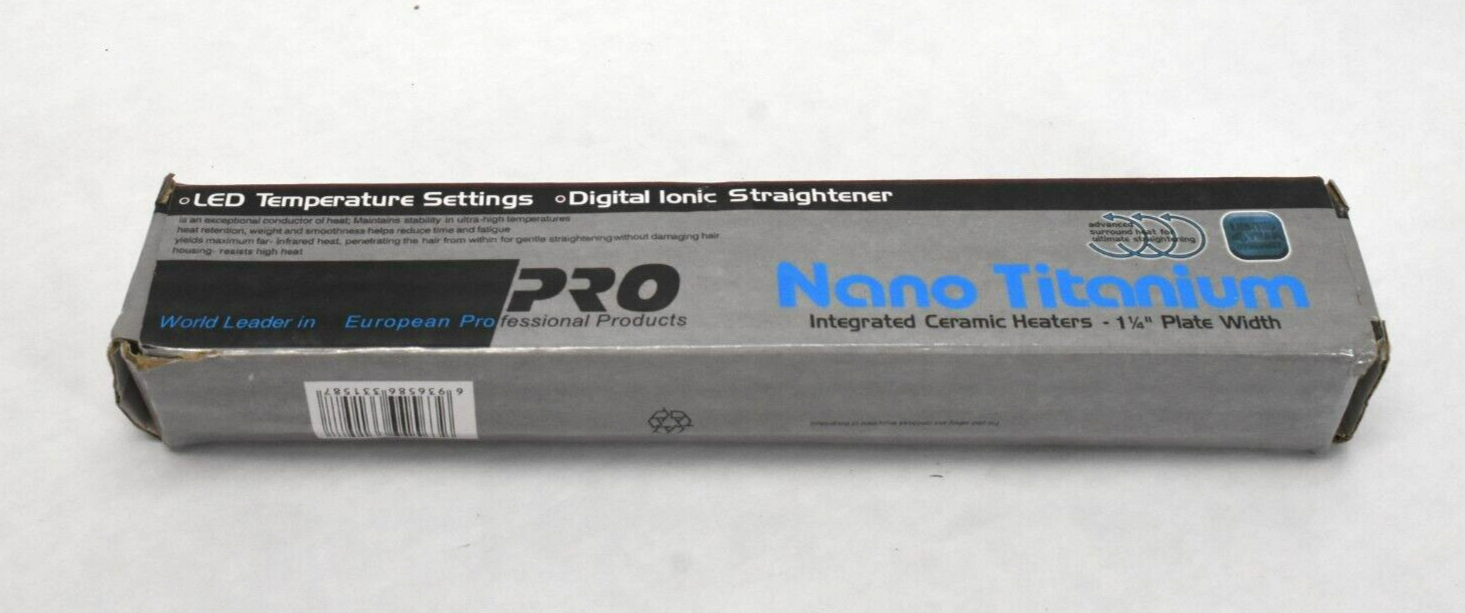 LED Temperature Settings Digital Ionic Straightener
is an exceptional conductor of heat; Maintains stability in ultra-high temperatures
heat retention, weight and smoothness helps reduce time and fatigue
yields maximum far- infrared heat, penetrating the hair from within for gentle straightening without damaging hair
housing- resists high heat
advanced
surround heat for
ultimate straightening
PRO
Nano Titanium
World Leader in European Professional Products
Integrated Ceramic Heaters - 1¼" Plate Width
6 936586 331587